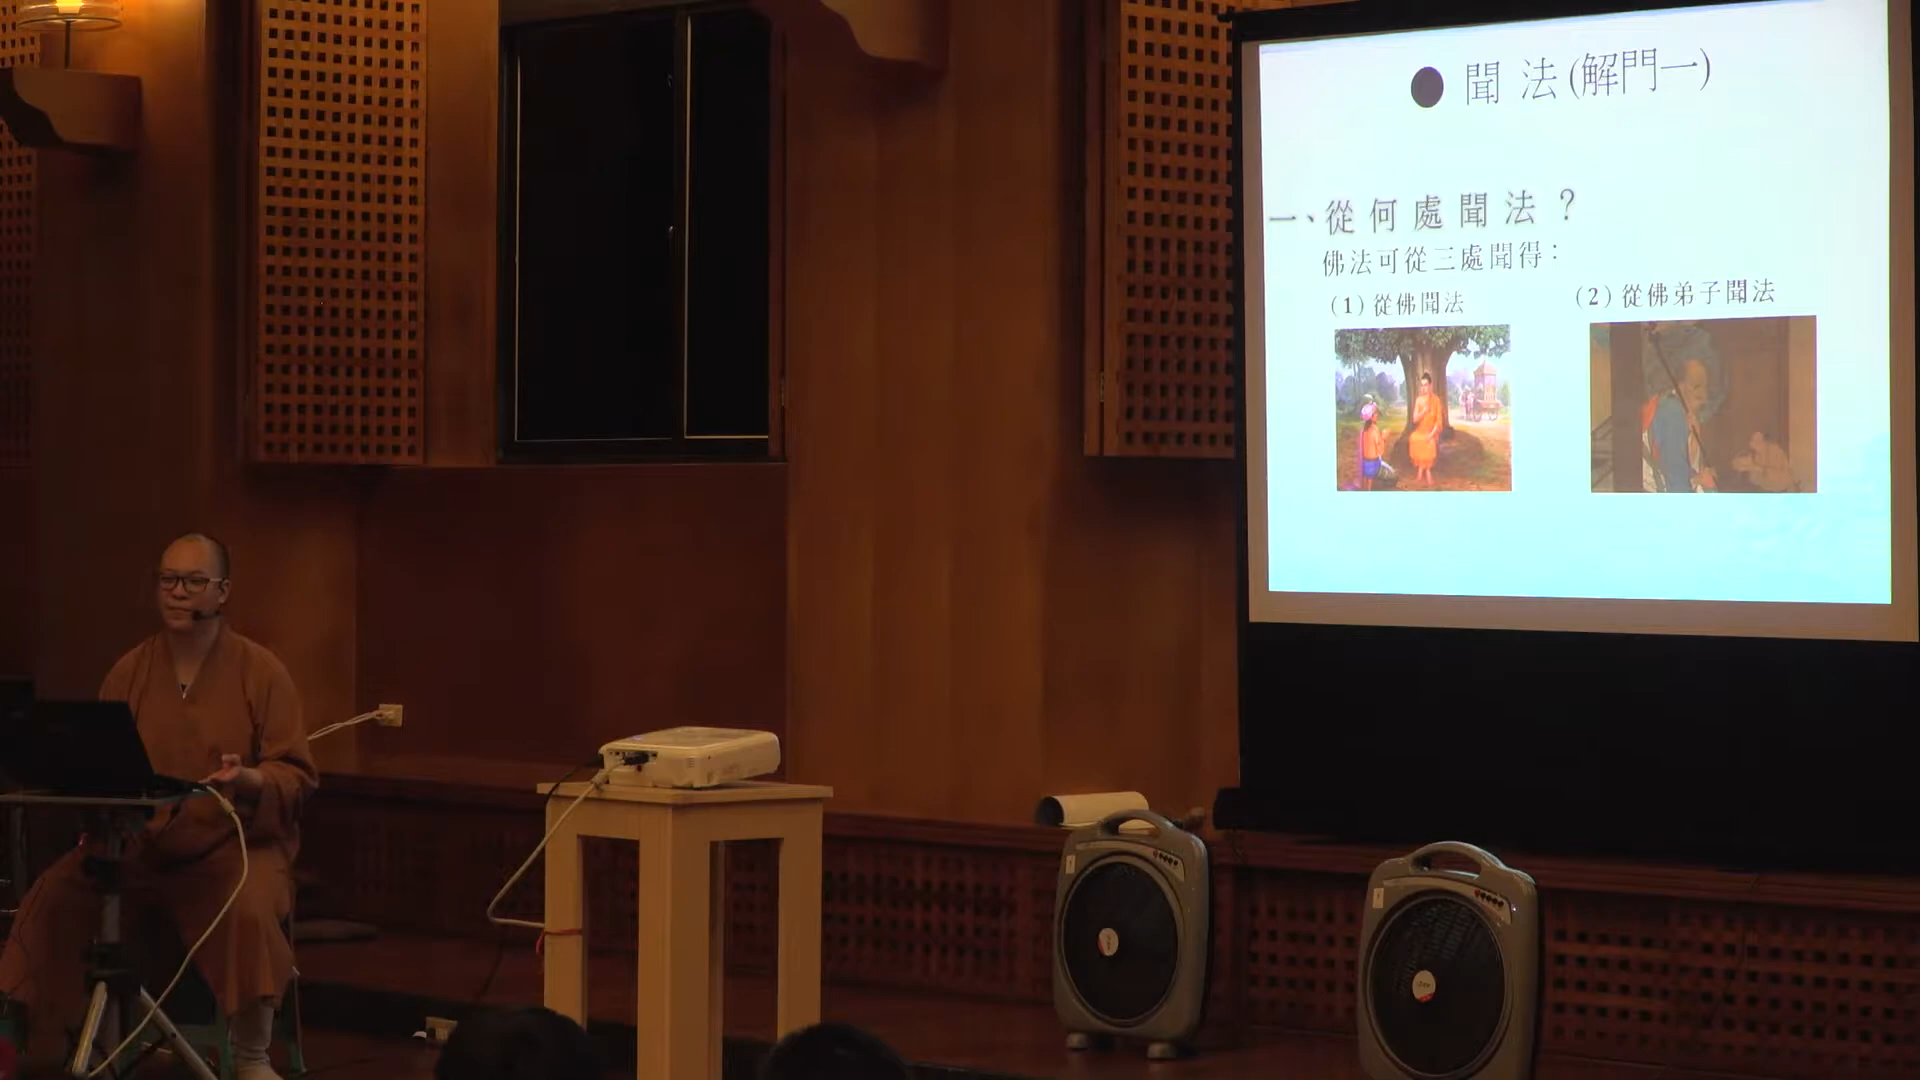 ● 聞 法 (解門一)
一、從何處聞法？
佛法可從三處聞得：
(1) 從佛聞法
(2) 從佛弟子聞法